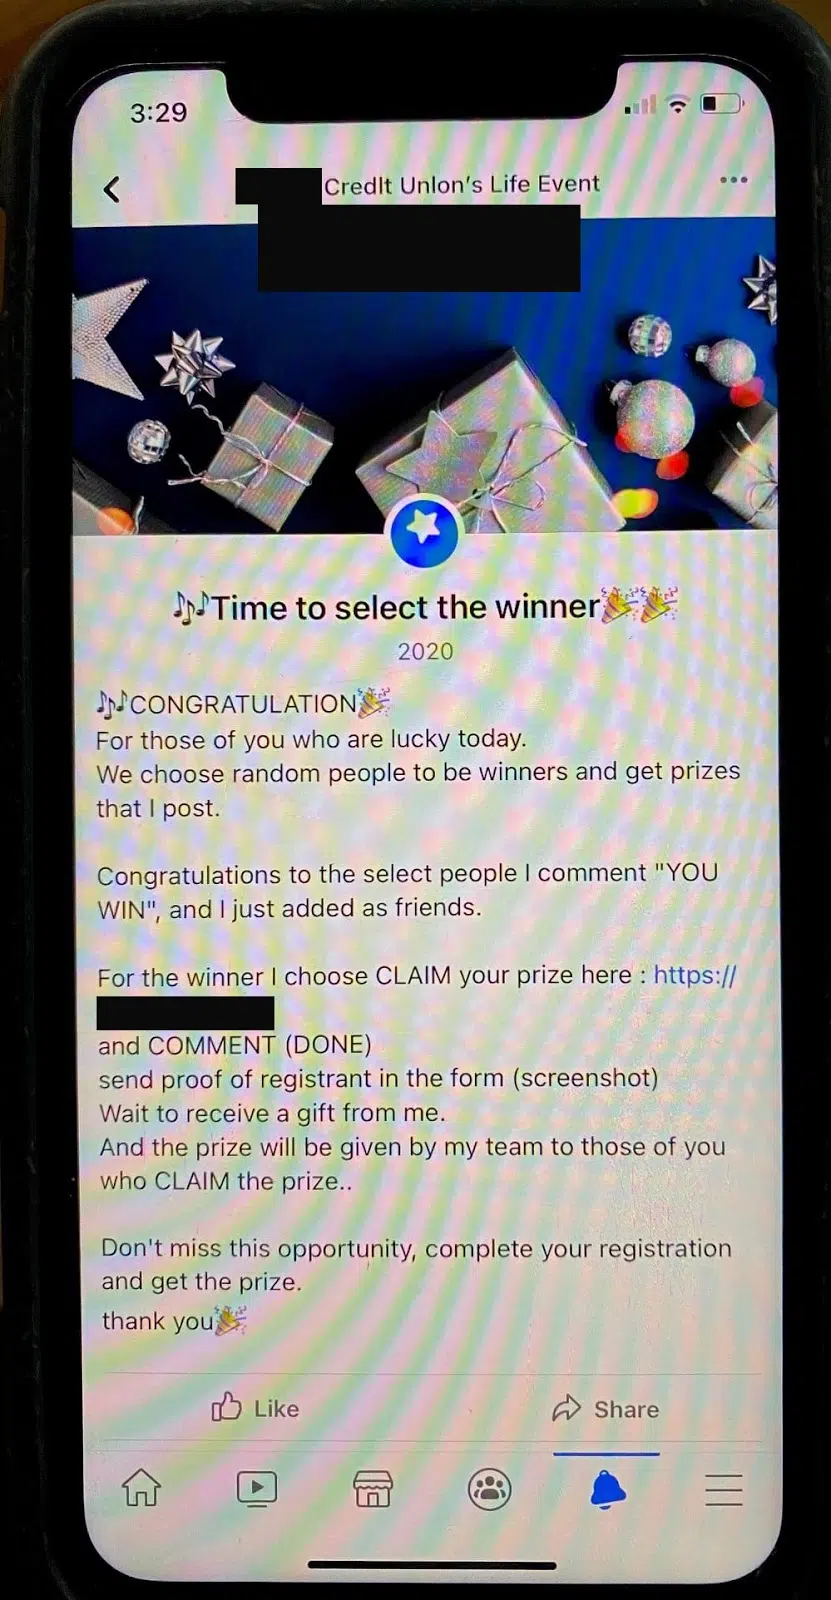 3:29
CredIt UnIon's Life Event
🎶Time to select the winner🎉🎉
2020
🎶CONGRATULATION🎉
For those of you who are lucky today.
We choose random people to be winners and get prizes
that I post.
Congratulations to the select people I comment "YOU
WIN", and I just added as friends.
For the winner I choose CLAIM your prize here : https://
and COMMENT (DONE)
send proof of registrant in the form (screenshot)
Wait to receive a gift from me.
And the prize will be given by my team to those of you
who CLAIM the prize..
Don't miss this opportunity, complete your registration
and get the prize.
thank you🎉
Like
Share